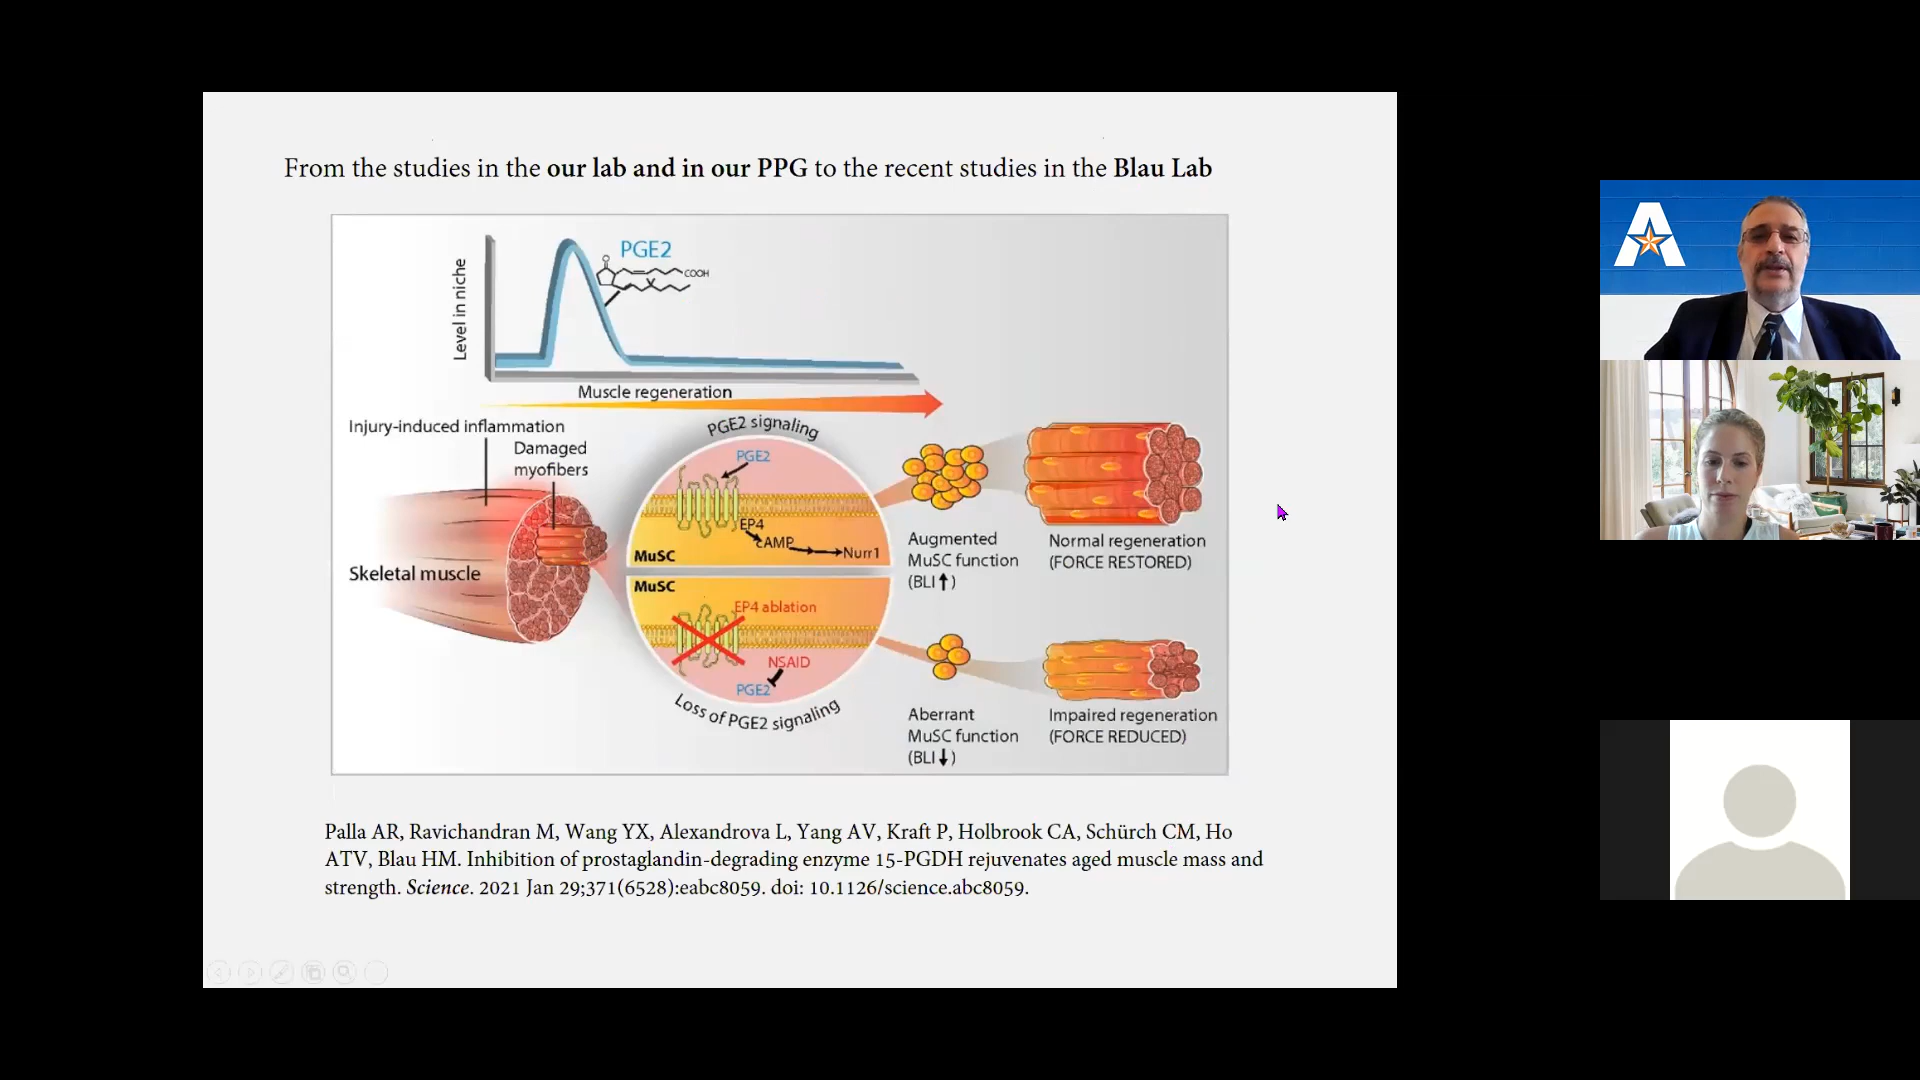 From the studies in the our lab and in our PPG to the recent studies in the Blau Lab
PGE2
COOH
Level in niche
Muscle regeneration
Injury-induced inflammation
Damaged
myofibers
Skeletal muscle
PGE2 signaling
PGE2
EP4
cAMP
Nurr1
MuSC
MuSC
EP4 ablation
NSAID
PGE2
Loss of PGE2 signaling
Augmented
MuSC function
(BLI↑)
Normal regeneration
(FORCE RESTORED)
Aberrant
MuSC function
(BLI↓)
Impaired regeneration
(FORCE REDUCED)
Palla AR, Ravichandran M, Wang YX, Alexandrova L, Yang AV, Kraft P, Holbrook CA, Schürch CM, Ho
ATV, Blau HM. Inhibition of prostaglandin-degrading enzyme 15-PGDH rejuvenates aged muscle mass and
strength. Science. 2021 Jan 29;371(6528):eabc8059. doi: 10.1126/science.abc8059.
A